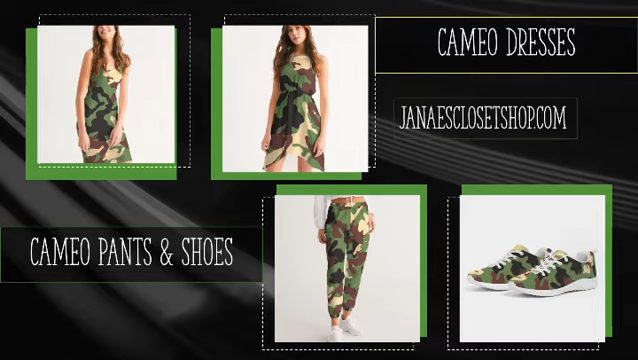 CAMEO DRESSES
JANAESCLOSETSHOP.COM
CAMEO PANTS & SHOES